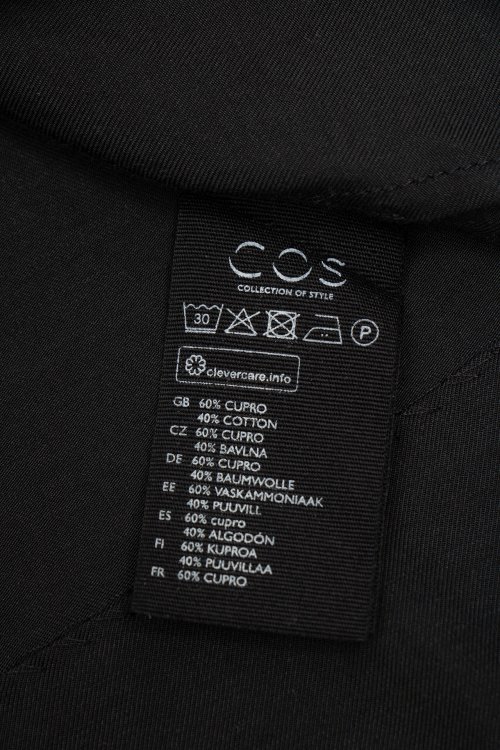 COS
COLLECTION OF STYLE
30 P
clevercare.info
GB 60% CUPRO
40% COTTON
CZ 60% CUPRO
40% BAVLNA
DE 60% CUPRO
40% BAUMWOLLE
EE 60% VASKAMMONIAAK
40% PUUVILL
ES 60% cupro
40% ALGODÓN
FI 60% KUPROA
40% PUUVILLAA
FR 60% CUPRO